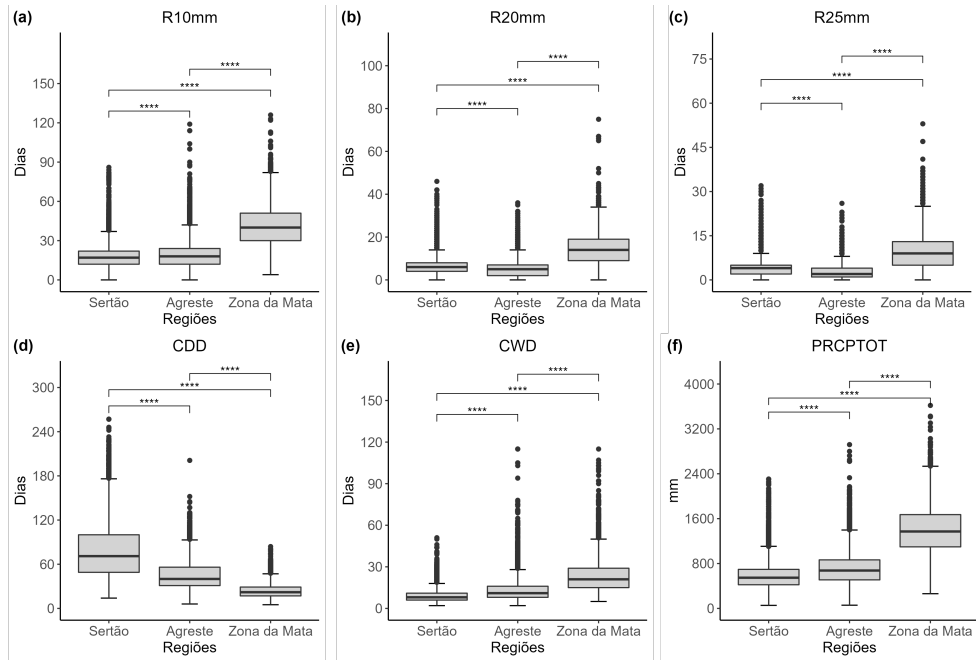 (a) R10mm
****
****
****
150
120
90
60
30
0
Dias
Sertão Agreste Zona da Mata
Regiões
(b) R20mm
****
****
****
100
80
60
40
20
0
Dias
Sertão Agreste Zona da Mata
Regiões
(c) R25mm
****
****
****
75
60
45
30
15
0
Dias
Sertão Agreste Zona da Mata
Regiões
(d) CDD
****
****
****
300
240
180
120
60
0
Dias
Sertão Agreste Zona da Mata
Regiões
(e) CWD
****
****
****
150
120
90
60
30
0
Dias
Sertão Agreste Zona da Mata
Regiões
(f) PRCPTOT
****
****
****
4000
3200
2400
1600
800
0
mm
Sertão Agreste Zona da Mata
Regiões